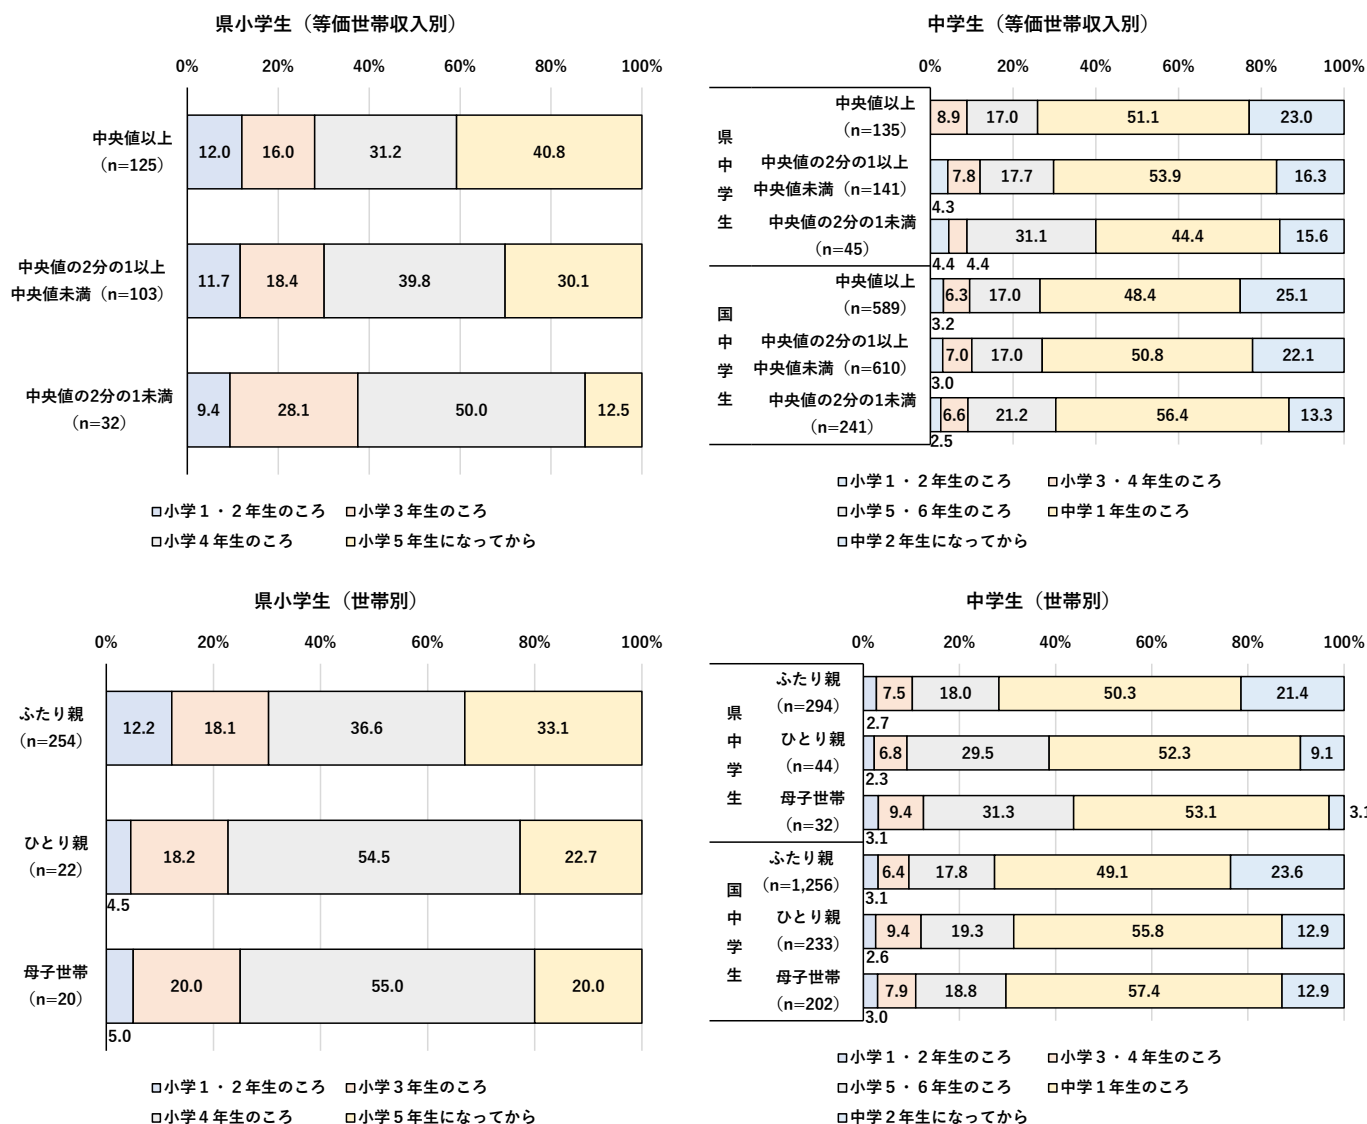 県小学生（等価世帯収入別）
0% 20% 40% 60% 80% 100%
中央値以上
（n=125）
12.0 16.0 31.2 40.8
中央値の2分の1以上
中央値未満（n=103）
11.7 18.4 39.8 30.1
中央値の2分の1未満
（n=32）
9.4 28.1 50.0 12.5
小学１・２年生のころ 小学３年生のころ
小学４年生のころ 小学５年生になってから
中学生（等価世帯収入別）
0% 20% 40% 60% 80% 100%
県中学生
中央値以上
（n=135）
8.9 17.0 51.1 23.0
中央値の2分の1以上
中央値未満（n=141）
7.8 17.7 53.9 16.3
4.3
中央値の2分の1未満
（n=45）
31.1 44.4 15.6
4.4 4.4
国中学生
中央値以上
（n=589）
6.3 17.0 48.4 25.1
3.2
中央値の2分の1以上
中央値未満（n=610）
7.0 17.0 50.8 22.1
3.0
中央値の2分の1未満
（n=241）
6.6 21.2 56.4 13.3
2.5
小学１・２年生のころ 小学３・４年生のころ
小学５・６年生のころ 中学１年生のころ
中学２年生になってから
県小学生（世帯別）
0% 20% 40% 60% 80% 100%
ふたり親
（n=254）
12.2 18.1 36.6 33.1
ひとり親
（n=22）
18.2 54.5 22.7
4.5
母子世帯
（n=20）
20.0 55.0 20.0
5.0
小学１・２年生のころ 小学３年生のころ
小学４年生のころ 小学５年生になってから
中学生（世帯別）
0% 20% 40% 60% 80% 100%
県中学生
ふたり親
（n=294）
7.5 18.0 50.3 21.4
2.7
ひとり親
（n=44）
6.8 29.5 52.3 9.1
2.3
母子世帯
（n=32）
9.4 31.3 53.1 3.1
3.1
国中学生
ふたり親
（n=1,256）
6.4 17.8 49.1 23.6
3.1
ひとり親
（n=233）
9.4 19.3 55.8 12.9
2.6
母子世帯
（n=202）
7.9 18.8 57.4 12.9
3.0
小学１・２年生のころ 小学３・４年生のころ
小学５・６年生のころ 中学１年生のころ
中学２年生になってから